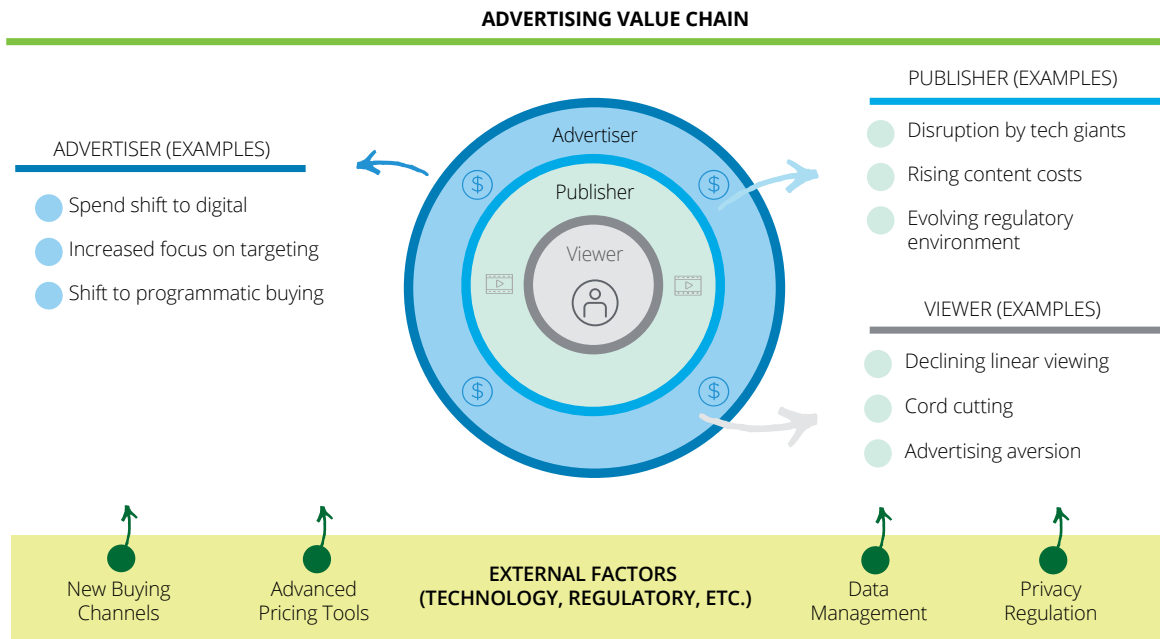 ADVERTISING VALUE CHAIN
ADVERTISER (EXAMPLES)
Spend shift to digital
Increased focus on targeting
Shift to programmatic buying
Advertiser
$
$
Publisher
Viewer
$
$
PUBLISHER (EXAMPLES)
Disruption by tech giants
Rising content costs
Evolving regulatory
environment
VIEWER (EXAMPLES)
Declining linear viewing
Cord cutting
Advertising aversion
New Buying
Channels
Advanced
Pricing Tools
EXTERNAL FACTORS
(TECHNOLOGY, REGULATORY, ETC.)
Data
Management
Privacy
Regulation